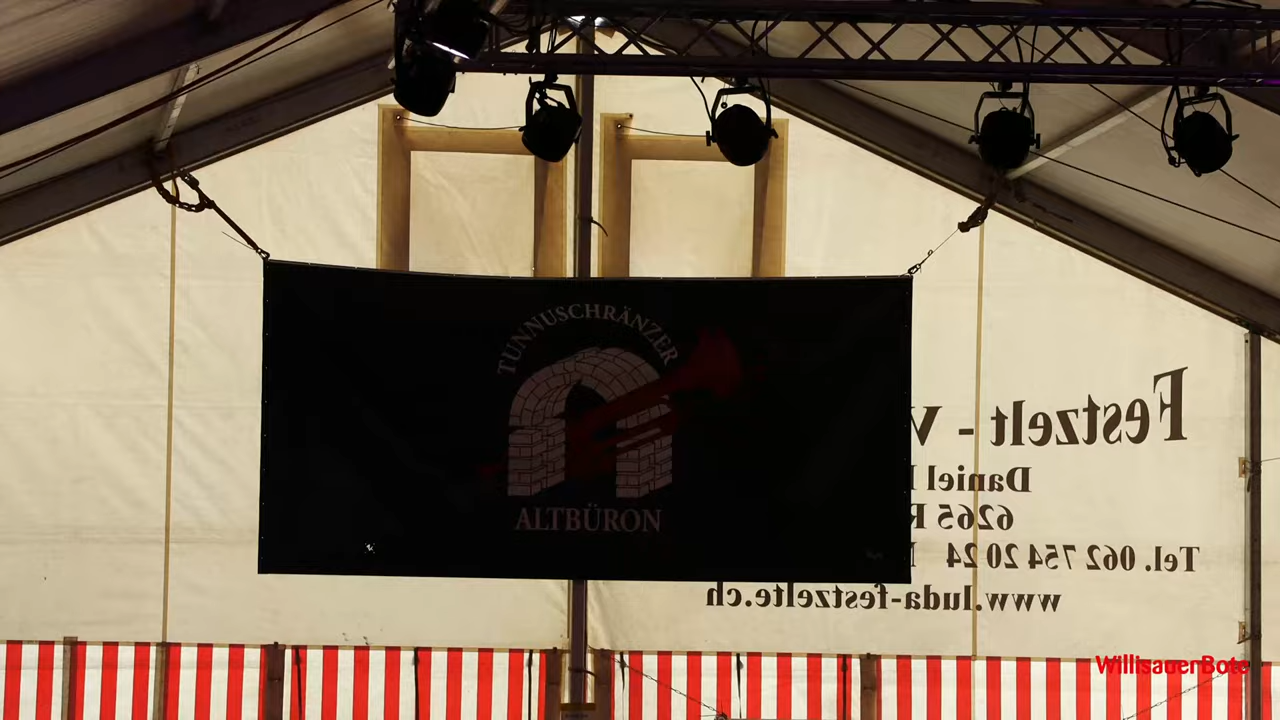 TUNNUSCHRÄNZER
ALTBÜRON
Festzelt - V
Daniel
6265 R
Tel. 062 754 20 24
www.luda-festzelte.ch
WillisauerBote